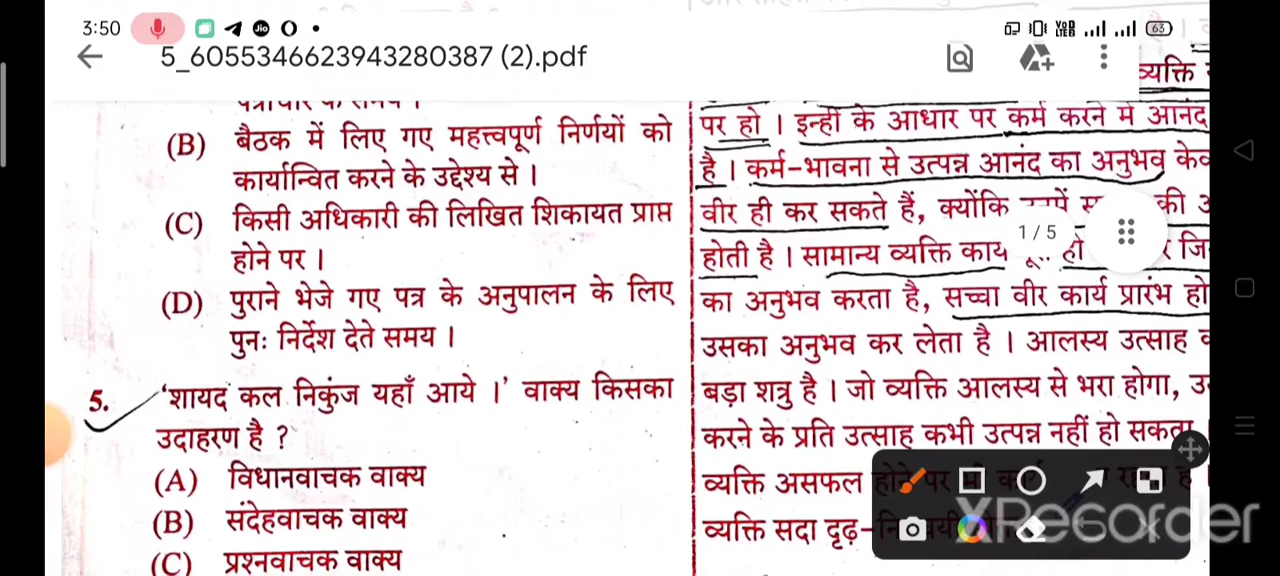 3:50
63
5_6055346623943280387 (2).pdf
(B) बैठक में लिए गए महत्त्वपूर्ण निर्णयों को
कार्यान्वित करने के उद्देश्य से ।
(C) किसी अधिकारी की लिखित शिकायत प्राप्त
होने पर ।
(D) पुराने भेजे गए पत्र के अनुपालन के लिए
पुनः निर्देश देते समय ।
5. 'शायद कल निकुंज यहाँ आये ।' वाक्य किसका
उदाहरण है ?
(A) विधानवाचक वाक्य
(B) संदेहवाचक वाक्य
(C) प्रश्नवाचक वाक्य
व्यक्ति
पर हो । इन्हीं के आधार पर कर्म करने में आनंद
है । कर्म-भावना से उत्पन्न आनंद का अनुभव
वीर ही कर सकते हैं, क्योंकि की
होती है । सामान्य व्यक्ति
का अनुभव करता है, सच्चा वीर कार्य प्रारंभ
उसका अनुभव कर लेता है । आलस्य उत्साह
बड़ा शत्रु है । जो व्यक्ति आलस्य से भरा होगा,
करने के प्रति उत्साह कभी उत्पन्न नहीं हो सकता
व्यक्ति असफल होने पर भी
व्यक्ति सदा
1/5
XRecorder